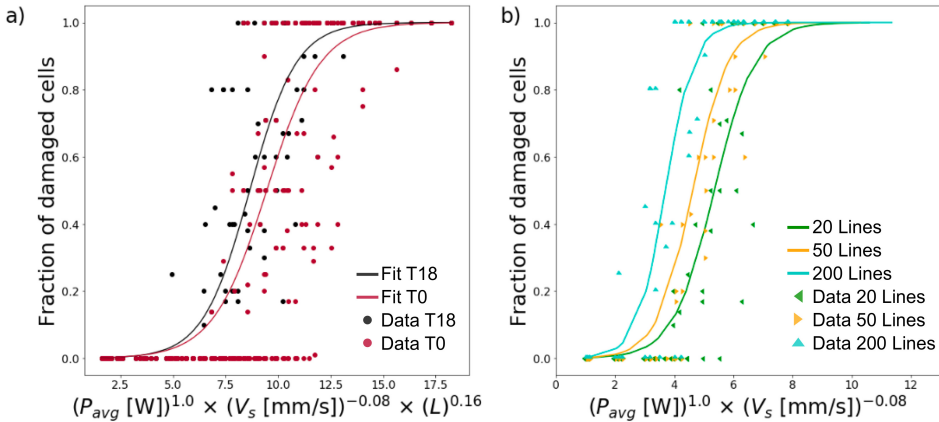 a)
Fraction of damaged cells
1.0
0.8
0.6
0.4
0.2
0.0
2.5 5.0 7.5 10.0 12.5 15.0 17.5
(P_avg [W])^1.0 × (V_s [mm/s])^−0.08 × (L)^0.16
Fit T18
Fit T0
Data T18
Data T0
b)
Fraction of damaged cells
1.0
0.8
0.6
0.4
0.2
0.0
0 2 4 6 8 10 12
(P_avg [W])^1.0 × (V_s [mm/s])^−0.08
20 Lines
50 Lines
200 Lines
Data 20 Lines
Data 50 Lines
Data 200 Lines